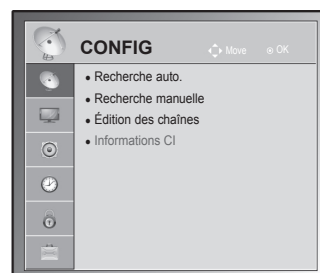 CONFIG
Move OK
• Recherche auto.
• Recherche manuelle
• Édition des chaînes
• Informations CI